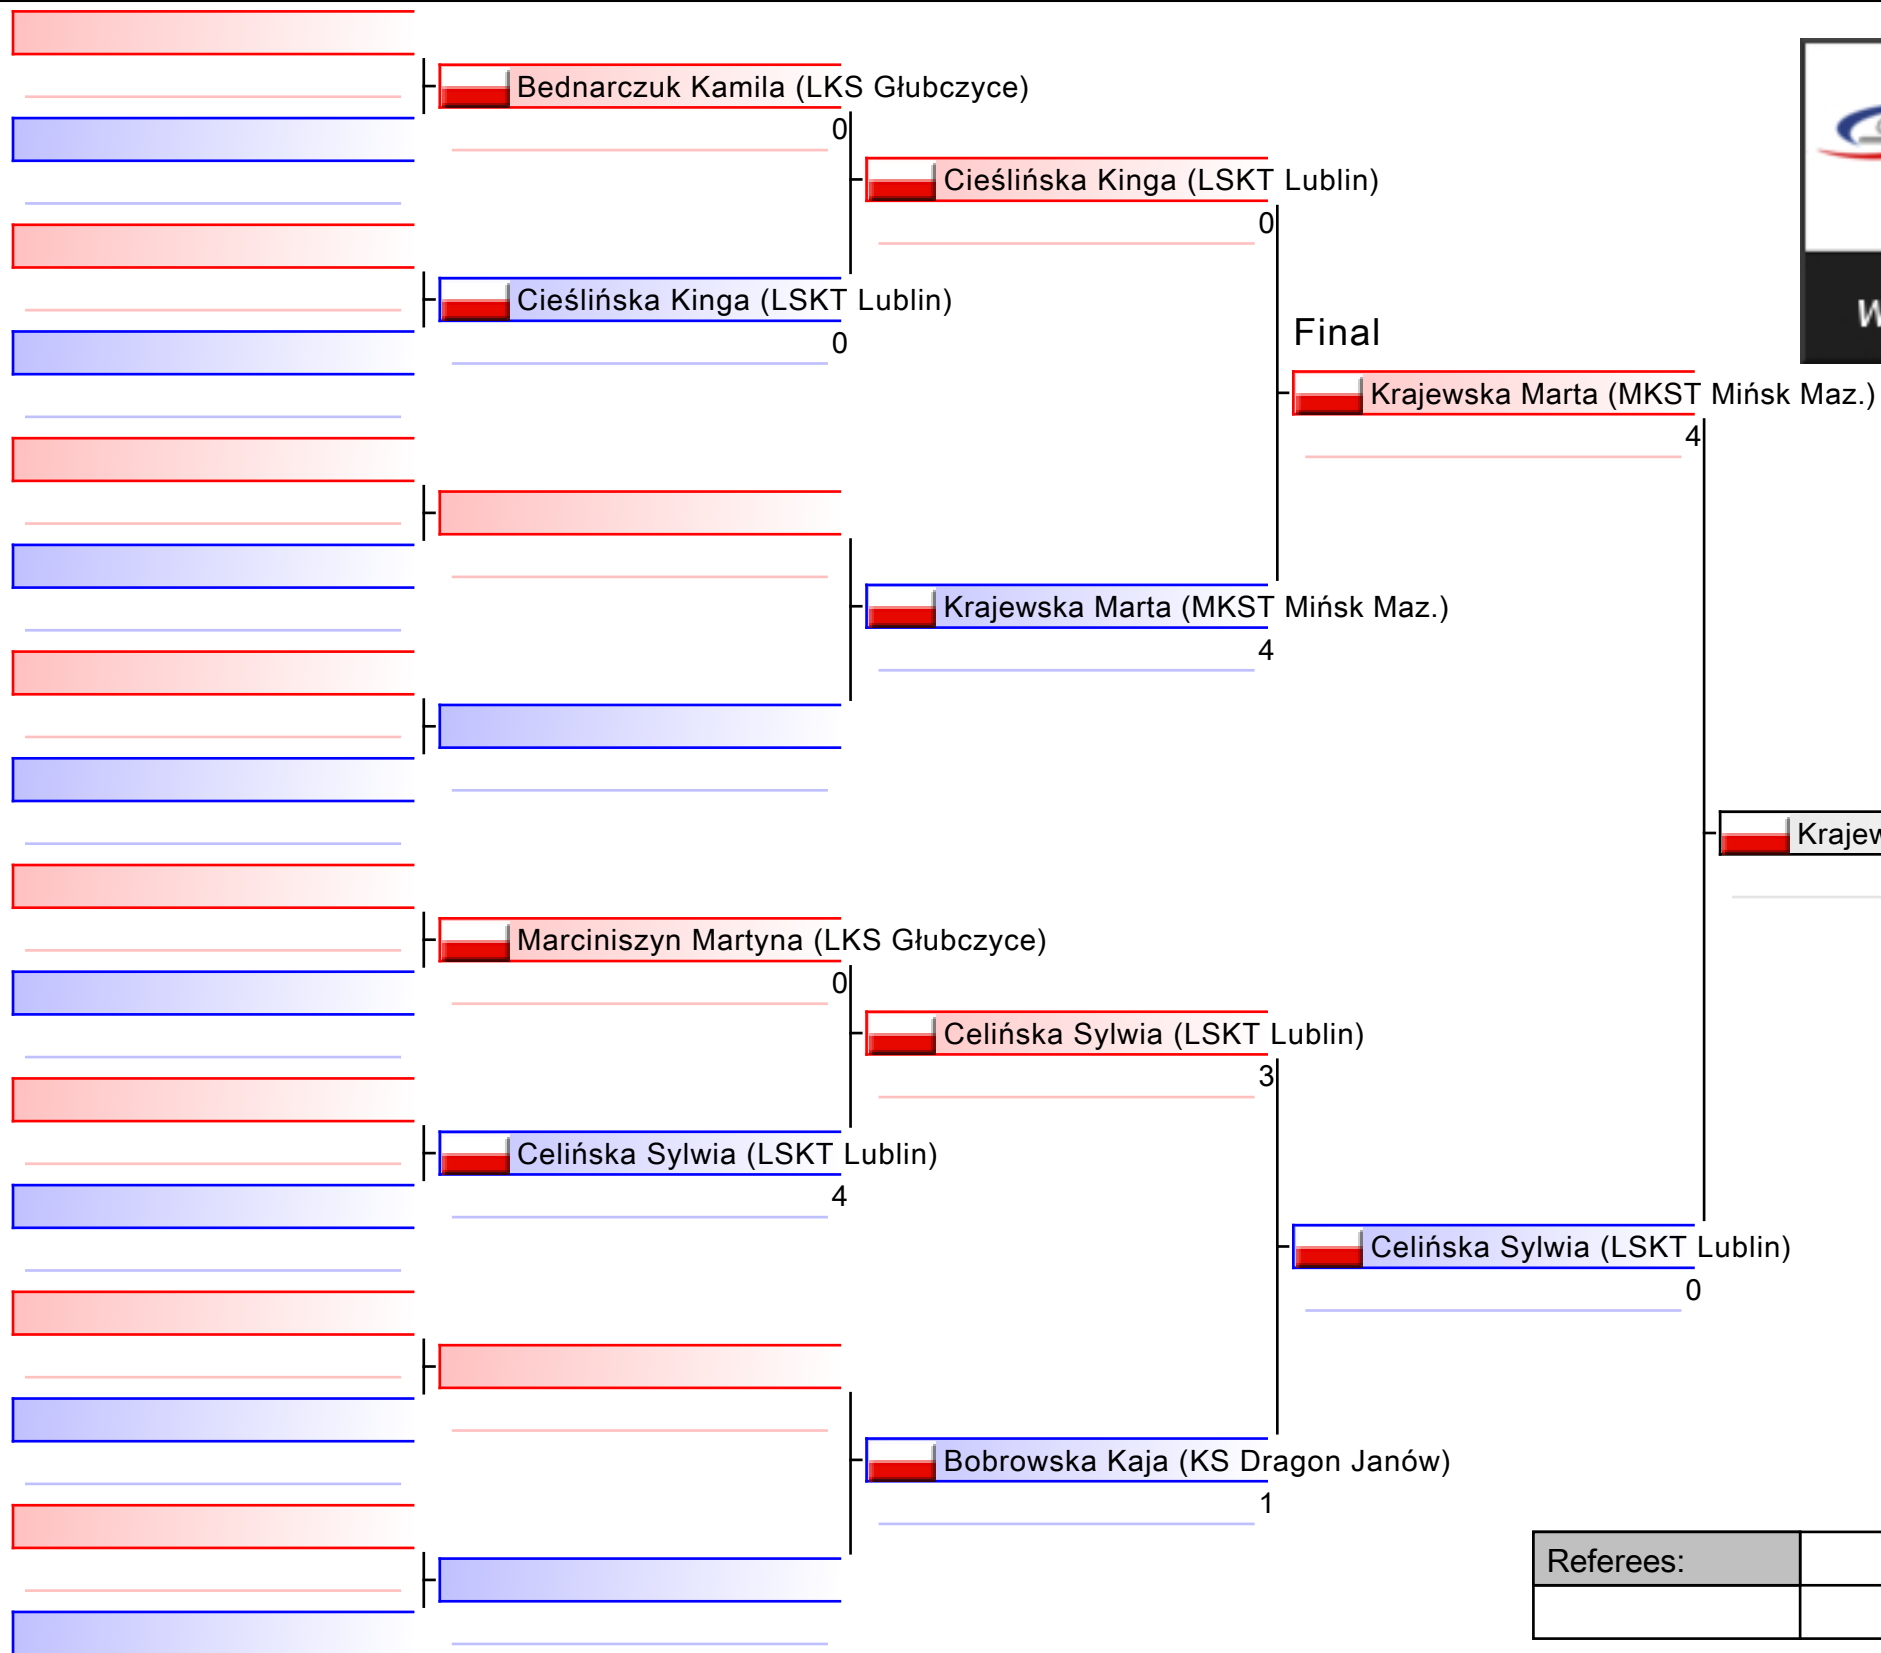 Bednarczuk Kamila (LKS Głubczyce)
0
Cieślińska Kinga (LSKT Lublin)
0
Cieślińska Kinga (LSKT Lublin)
0
Final
Krajewska Marta (MKST Mińsk Maz.)
4
Krajewska Marta (MKST Mińsk Maz.)
4
Marciniszyn Martyna (LKS Głubczyce)
0
Celińska Sylwia (LSKT Lublin)
3
Celińska Sylwia (LSKT Lublin)
4
Celińska Sylwia (LSKT Lublin)
0
Bobrowska Kaja (KS Dragon Janów)
1
Referees: